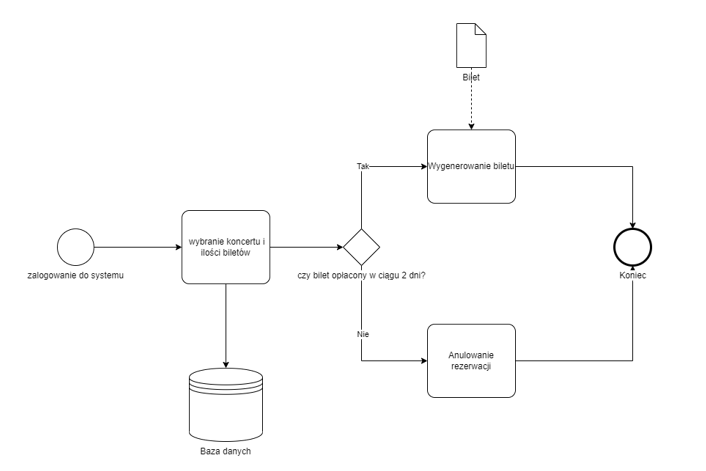 Bilet
Tak
Wygenerowanie biletu
wybranie koncertu i
ilości biletów
zalogowanie do systemu
czy bilet opłacony w ciągu 2 dni?
Koniec
Nie
Anulowanie
rezerwacji
Baza danych